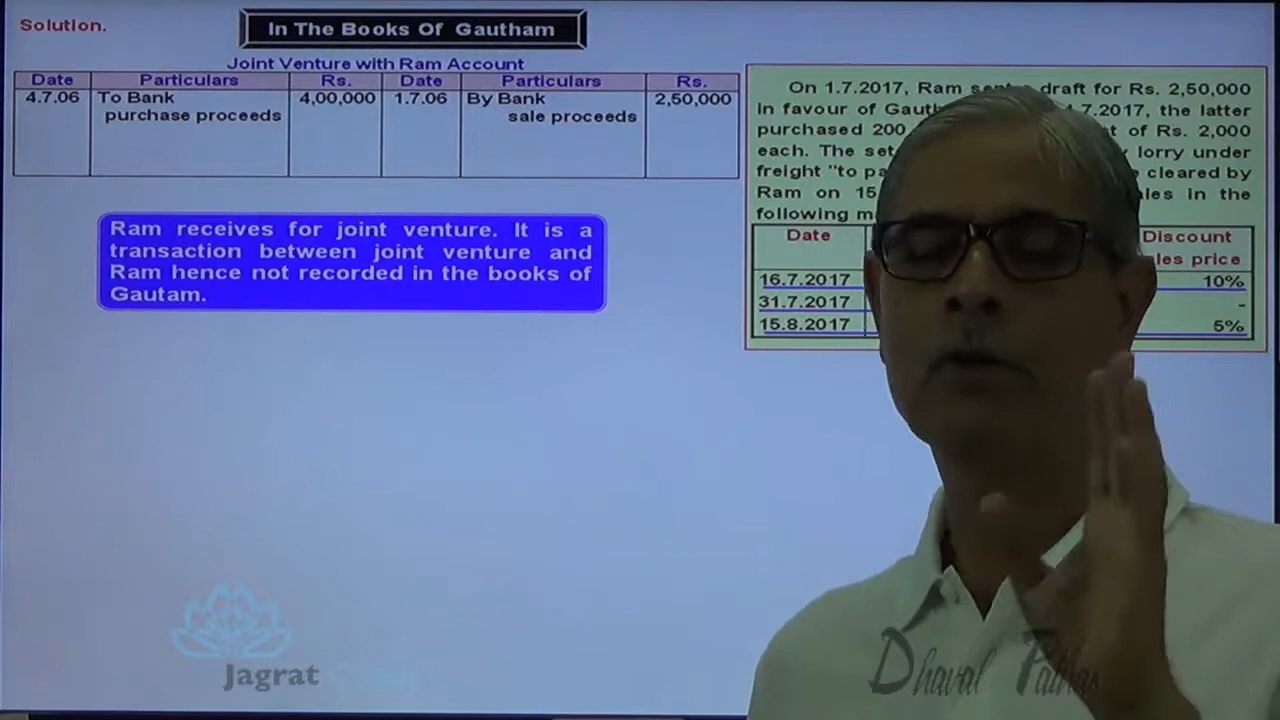 Solution.
In The Books Of Gautham
Joint Venture with Ram Account
Date Particulars Rs. Date Particulars Rs.
4.7.06 To Bank 4,00,000 1.7.06 By Bank 2,50,000
purchase proceeds sale proceeds
On 1.7.2017, Ram draft for Rs. 2,50,000
in favour of 7.2017, the latter
purchased 200 of Rs. 2,000
each. The lorry under
freight "to cleared by
Ram on 15 in the
following
Date Discount
price
16.7.2017 10%
31.7.2017 -
15.8.2017 5%
Ram receives for joint venture. It is a
transaction between joint venture and
Ram hence not recorded in the books of
Gautam.
Jagrat
Dhaval